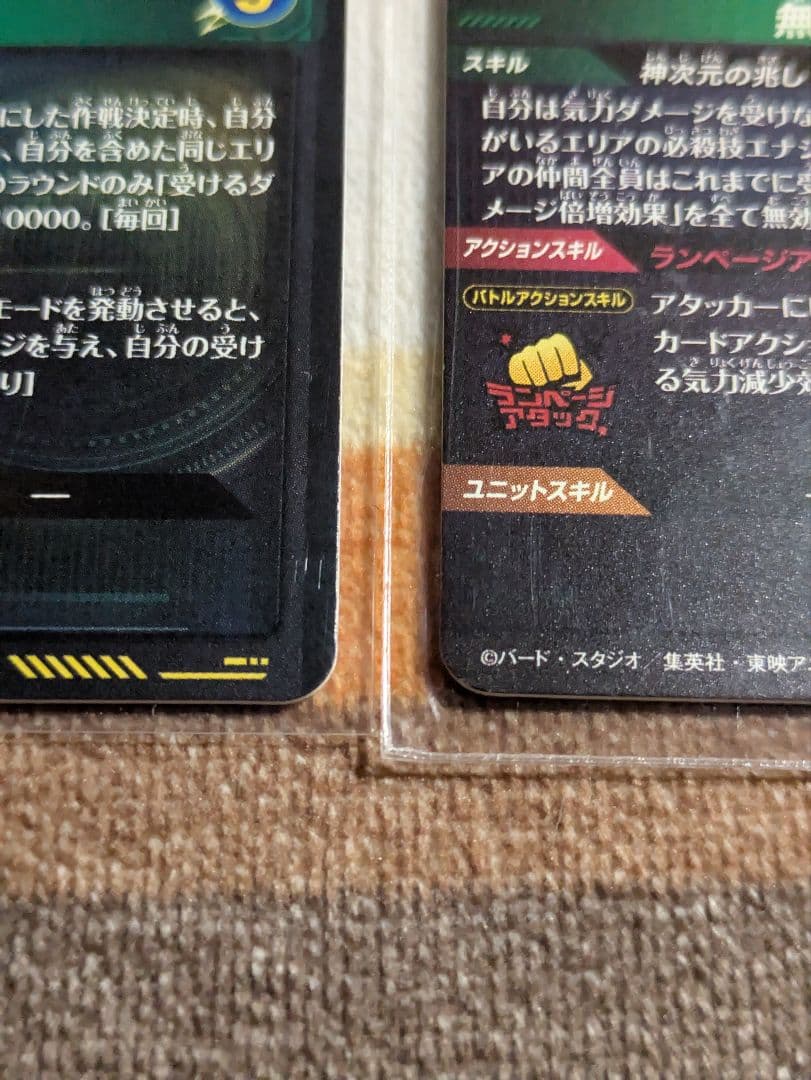 にした作戦決定時、自分
、自分を含めた同じエリ
ラウンドのみ「受けるダ
0000。[毎回]
モードを発動させると、
ジを与え、自分の受け
り]
スキル
神次元の兆し
自分は気力ダメージを受けな
がいるエリアの必殺技エナジ
アの仲間全員はこれまでに
メージ倍増効果」を全て無効
アクションスキル
ランページア
バトルアクションスキル
アタッカーに
カードアクシ
る気力減少効
ランページ
アタック
ユニットスキル
©バード・スタジオ/集英社・東映ア